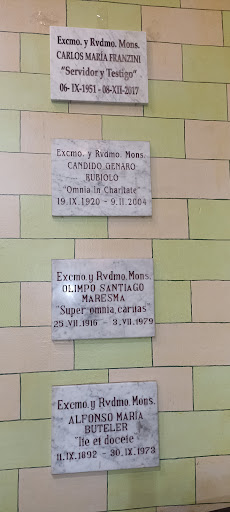 Excmo. y Rvdmo. Mons.
CARLOS MARÍA FRANZINI
"Servidor y Testigo"
06-IX-1951 - 08-XII-2017
Excmo. y Rvdmo. Mons.
CANDIDO GENARO
RUBIOLO
"Omnia In Charitate"
19.IX.1920 - 9.II.2004
Excmo. y Rvdmo. Mons.
OLIMPO SANTIAGO
MARESMA
"Super omnia, caritas"
25.VII.1916 - 3.VII.1979
Excmo. y Rvdmo. Mons.
ALFONSO MARÍA
BUTELER
"Ite et docete"
11.IX.1892 - 30.IX.1973